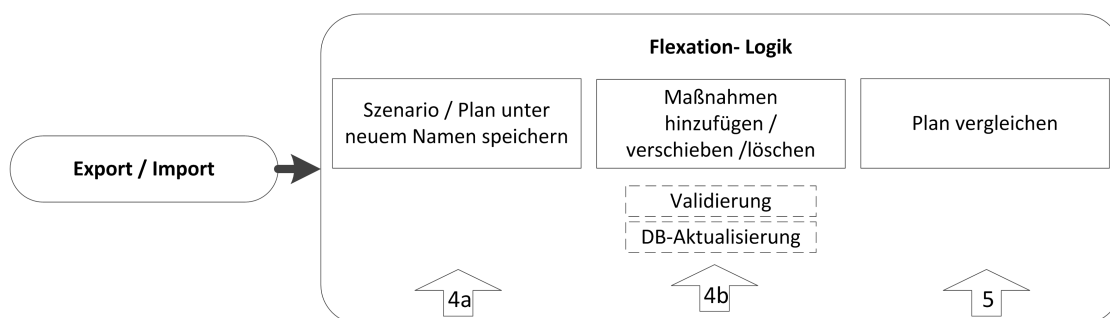 Flexation- Logik
Szenario / Plan unter
neuem Namen speichern
Maßnahmen
hinzufügen /
verschieben /löschen
Plan vergleichen
Export / Import
Validierung
DB-Aktualisierung
4a
4b
5